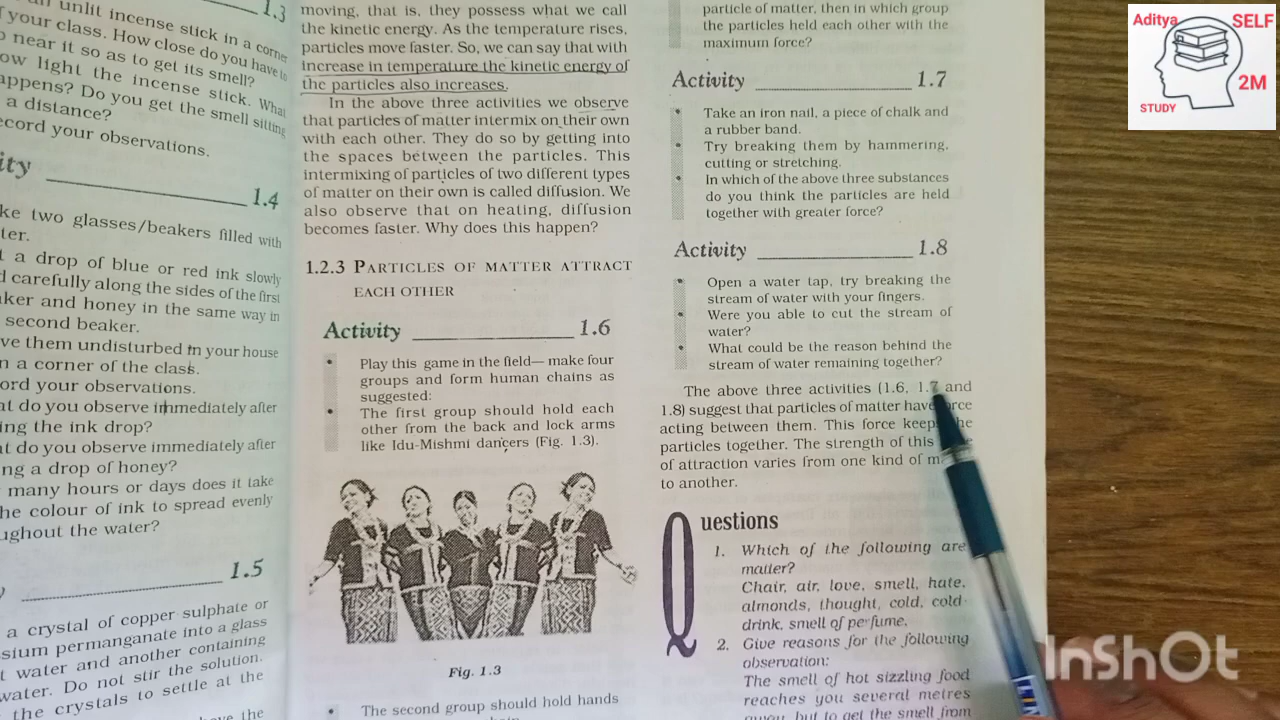 1.3
unlit incense stick in a corner
f your class. How close do you have to
near it so as to get its smell?
ow light the incense stick. What
appens? Do you get the smell sitting
a distance?
ecord your observations.
ity 1.4
ke two glasses/beakers filled with
ter.
t a drop of blue or red ink slowly
d carefully along the sides of the first
aker and honey in the same way in
second beaker.
ve them undisturbed in your house
n a corner of the class.
ord your observations.
at do you observe immediately after
ing the ink drop?
at do you observe immediately after
ng a drop of honey?
many hours or days does it take
he colour of ink to spread evenly
ughout the water?
1.5
a crystal of copper sulphate or
ssium permanganate into a glass
t water and another containing
water. Do not stir the solution.
the crystals to settle at the
the
moving, that is, they possess what we call
the kinetic energy. As the temperature rises,
particles move faster. So, we can say that with
increase in temperature the kinetic energy of
the particles also increases.
In the above three activities we observe
that particles of matter intermix on their own
with each other. They do so by getting into
the spaces between the particles. This
intermixing of particles of two different types
of matter on their own is called diffusion. We
also observe that on heating, diffusion
becomes faster. Why does this happen?
1.2.3 PARTICLES OF MATTER ATTRACT
EACH OTHER
Activity 1.6
• Play this game in the field— make four
groups and form human chains as
suggested:
• The first group should hold each
other from the back and lock arms
like Idu-Mishmi dancers (Fig. 1.3).
Fig. 1.3
• The second group should hold hands
particle of matter, then in which group
the particles held each other with the
maximum force?
Activity 1.7
• Take an iron nail, a piece of chalk and
a rubber band.
• Try breaking them by hammering,
cutting or stretching.
• In which of the above three substances
do you think the particles are held
together with greater force?
Activity 1.8
• Open a water tap, try breaking the
stream of water with your fingers.
• Were you able to cut the stream of
water?
• What could be the reason behind the
stream of water remaining together?
The above three activities (1.6, 1.7 and
1.8) suggest that particles of matter have orce
acting between them. This force keeps he
particles together. The strength of this
of attraction varies from one kind of m
to another.
Questions
1. Which of the following are
matter?
Chair, air, love, smell, hate,
almonds, thought, cold, cold-
drink, smell of perfume.
2. Give reasons for the following
observation:
The smell of hot sizzling food
reaches you several metres
away, but to get the smell from
Aditya SELF
2M
STUDY
InShOt